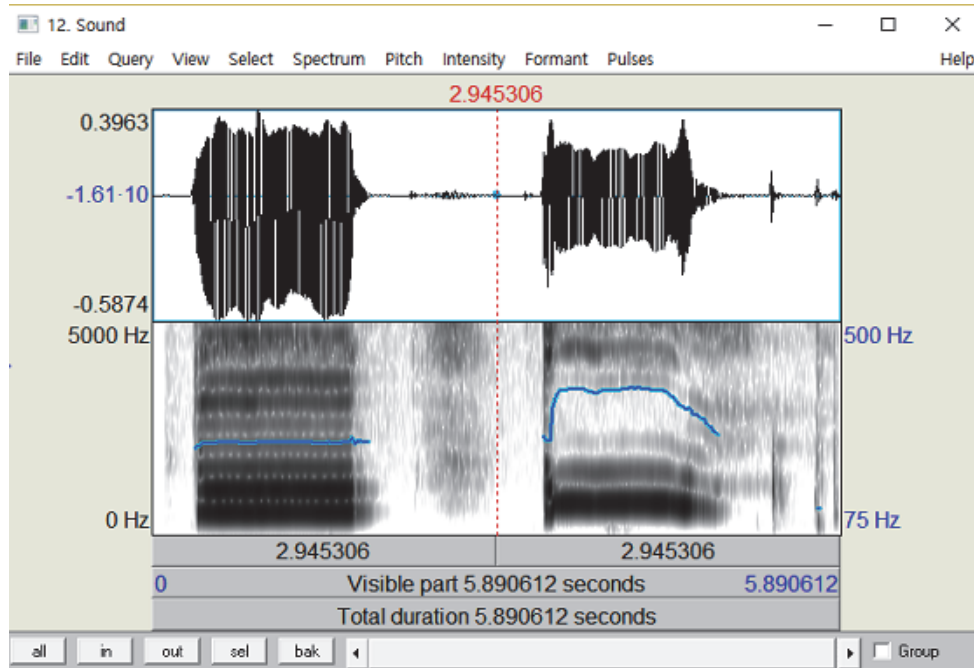 12. Sound
File Edit Query View Select Spectrum Pitch Intensity Formant Pulses Help
2.945306
0.3963
-1.61·10
-0.5874
5000 Hz 500 Hz
0 Hz 75 Hz
2.945306 2.945306
0 Visible part 5.890612 seconds 5.890612
Total duration 5.890612 seconds
all in out sel bak Group